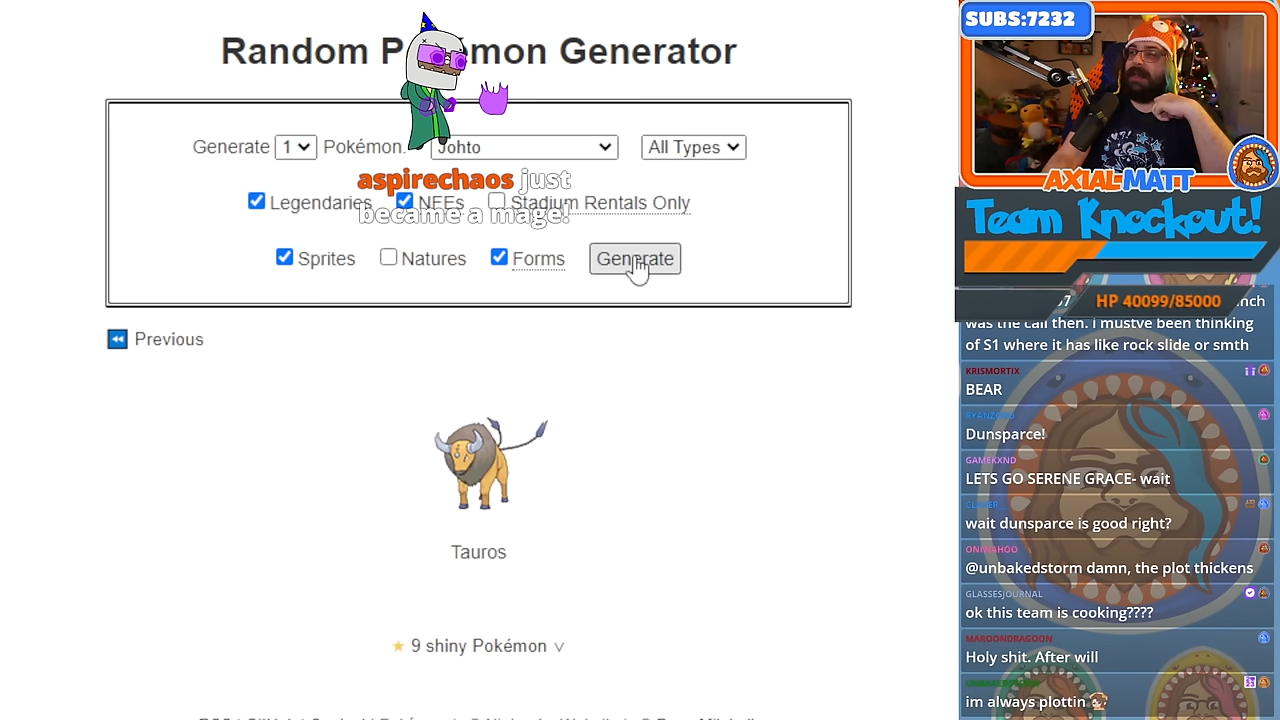 Random P mon Generator
Generate 1 Pokémon. Johto All Types
aspirechaos just
became a mage!
Legendaries NFEs Stadium Rentals Only
Sprites Natures Forms Generate
Previous
Tauros
9 shiny Pokémon
SUBS:7232
AXIAL-MATT
Team Knockout!
HP 40099/85000
was the call then. I mustve been thinking
of S1 where it has like rock slide or smth
KRISMORTIX
BEAR
Dunsparce!
GAMEKXND
LETS GO SERENE GRACE- wait
wait dunsparce is good right?
ONIWAHOO
@unbakedstorm damn, the plot thickens
GLASSESJOURNAL
ok this team is cooking????
MAROONDRAGOON
Holy shit. After will
im always plottin